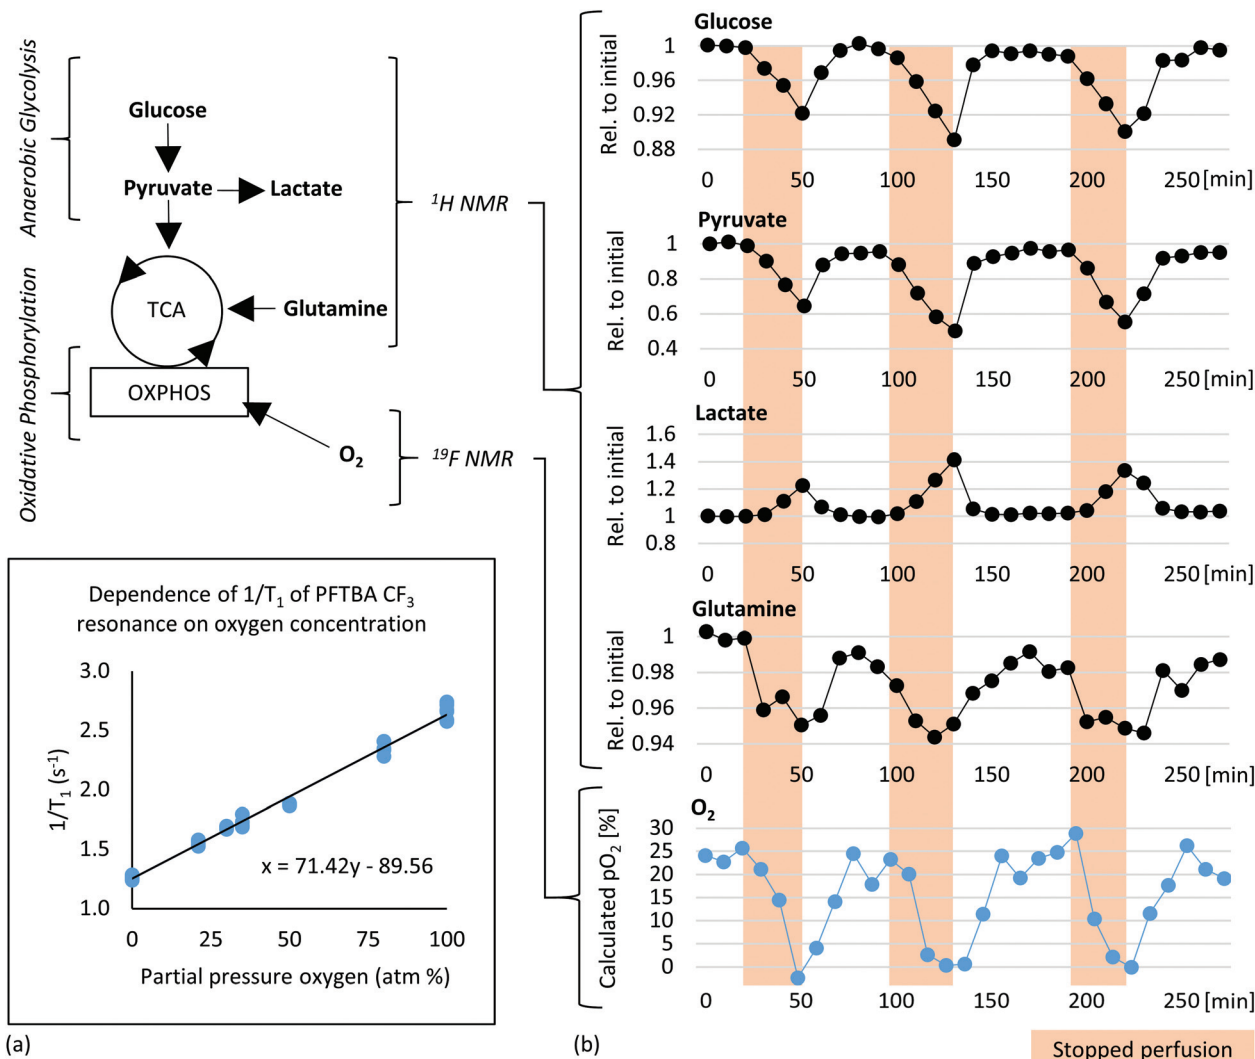 Anaerobic Glycolysis
Glucose
Pyruvate
Lactate
TCA
Glutamine
Oxidative Phosphorylation
OXPHOS
O₂
¹H NMR
¹⁹F NMR
Dependence of 1/T₁ of PFTBA CF₃
resonance on oxygen concentration
1/T₁ (s⁻¹)
3.0
2.5
2.0
1.5
1.0
x = 71.42y - 89.56
0 25 50 75 100
Partial pressure oxygen (atm %)
(a)
Glucose
Rel. to initial
1
0.96
0.92
0.88
0 50 100 150 200 250 [min]
Pyruvate
Rel. to initial
1
0.8
0.6
0.4
0 50 100 150 200 250 [min]
Lactate
Rel. to initial
1.6
1.4
1.2
1
0.8
0 50 100 150 200 250 [min]
Glutamine
Rel. to initial
1
0.98
0.96
0.94
0 50 100 150 200 250 [min]
O₂
Calculated pO₂ [%]
30
25
20
15
10
5
0
0 50 100 150 200 250 [min]
(b)
Stopped perfusion